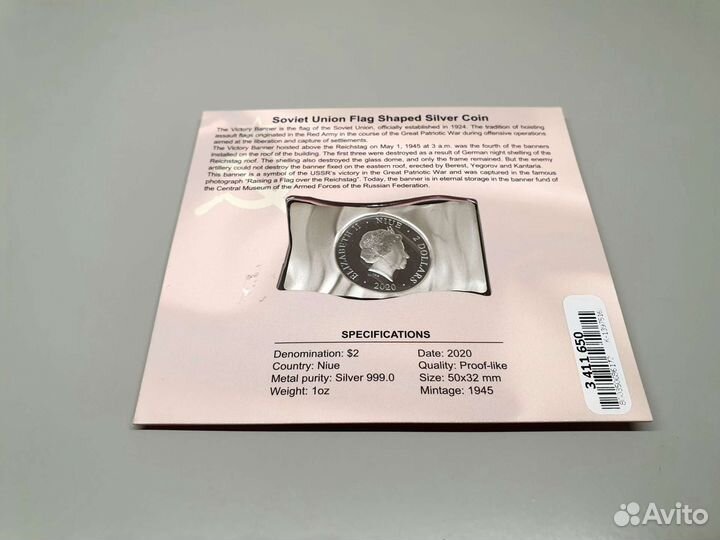 Soviet Union Flag Shaped Silver Coin
The Victory Banner is the flag of the Soviet Union, officially established in 1924. The tradition of hoisting
assault flags originated in the Red Army in the course of the Great Patriotic War during offensive operations
aimed at the liberation and capture of settlements.
The Victory Banner hoisted above the Reichstag on May 1, 1945 at 3 a.m. was the fourth of the banners
installed on the roof of the building. The first three were destroyed as a result of German night shelling of the
Reichstag roof. The shelling also destroyed the glass dome, and only the frame remained. But the enemy
artillery could not destroy the banner fixed on the eastern roof, erected by Berest, Yegorov and Kantaria.
This banner is a symbol of the USSR's victory in the Great Patriotic War and was captured in the famous
photograph "Raising a Flag over the Reichstag". Today, the banner is in eternal storage in the banner fund of
the Central Museum of the Armed Forces of the Russian Federation.
ELIZABETH II · NIUE · 2 DOLLARS
· 2020 ·
SPECIFICATIONS
Denomination: $2
Country: Niue
Metal purity: Silver 999.0
Weight: 1oz
Date: 2020
Quality: Proof-like
Size: 50x32 mm
Mintage: 1945
3 411 650
Avito